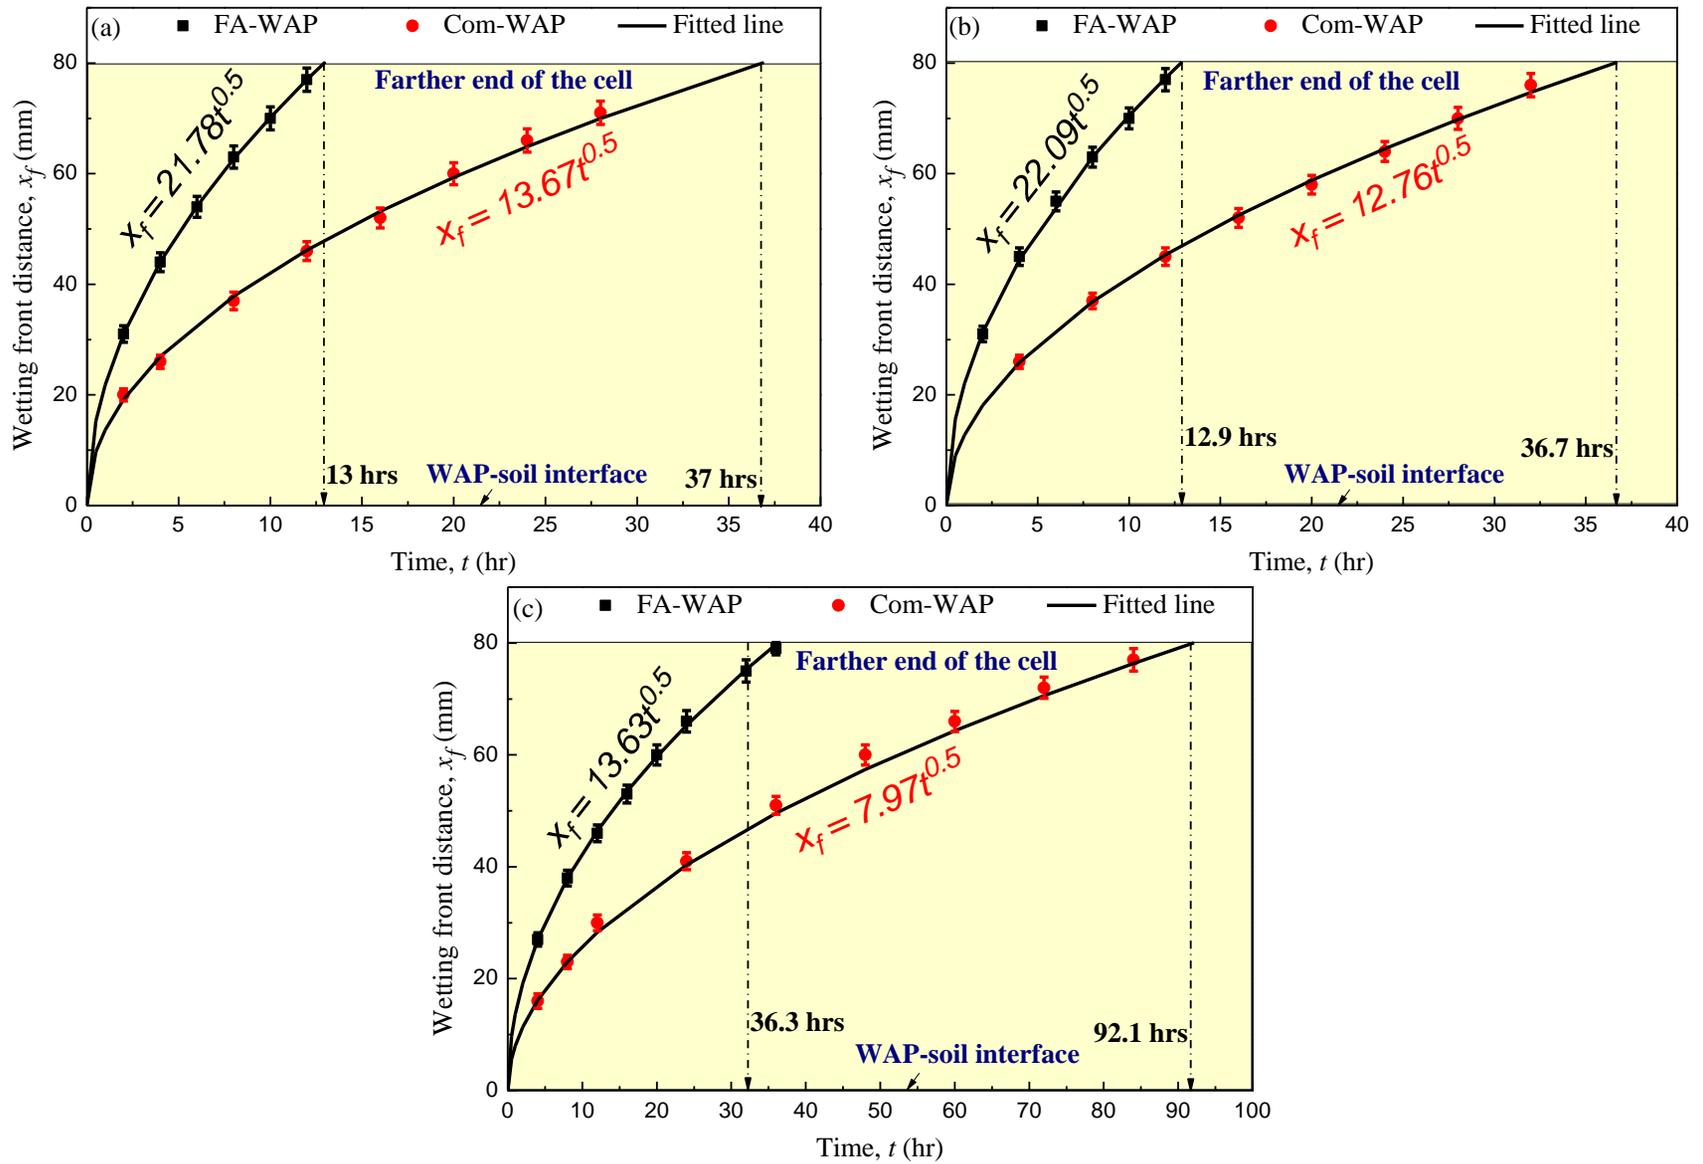 (a) FA-WAP Com-WAP Fitted line
80
60
40
20
0
Wetting front distance, x_f (mm)
Farther end of the cell
x_f = 21.78t^0.5
x_f = 13.67t^0.5
13 hrs
WAP-soil interface
37 hrs
0 5 10 15 20 25 30 35 40
Time, t (hr)
(b) FA-WAP Com-WAP Fitted line
80
60
40
20
0
Wetting front distance, x_f (mm)
Farther end of the cell
x_f = 22.09t^0.5
x_f = 12.76t^0.5
12.9 hrs
36.7 hrs
WAP-soil interface
0 5 10 15 20 25 30 35 40
Time, t (hr)
(c) FA-WAP Com-WAP Fitted line
80
60
40
20
0
Wetting front distance, x_f (mm)
Farther end of the cell
x_f = 13.63t^0.5
x_f = 7.97t^0.5
36.3 hrs
92.1 hrs
WAP-soil interface
0 10 20 30 40 50 60 70 80 90 100
Time, t (hr)